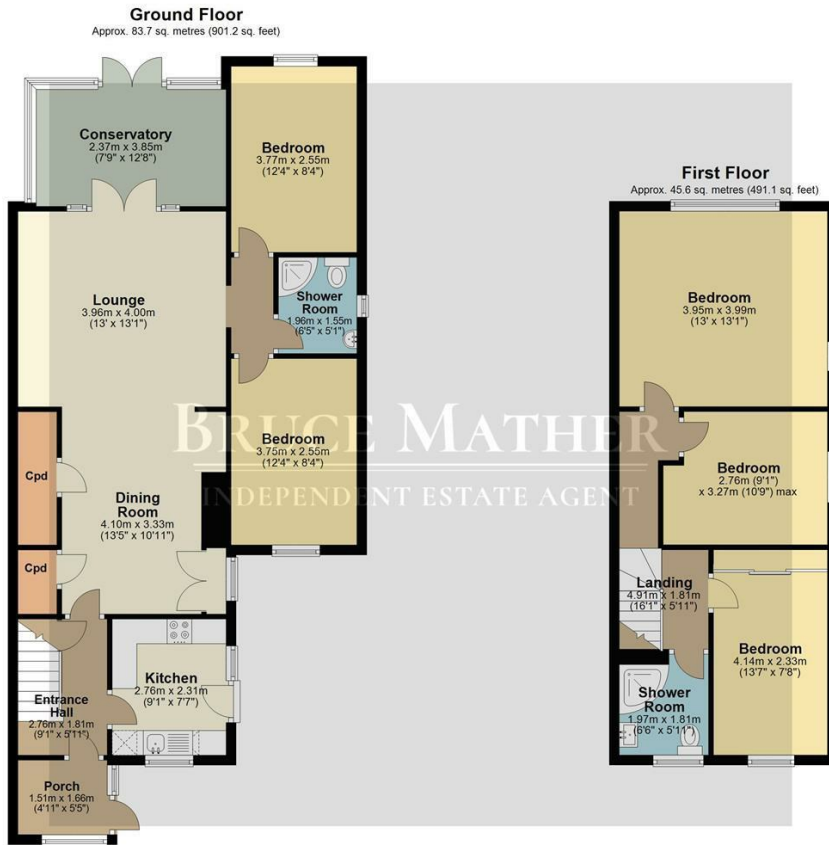 Ground Floor
Approx. 83.7 sq. metres (901.2 sq. feet)
Conservatory
2.37m x 3.85m
(7'9" x 12'8")
Bedroom
3.77m x 2.55m
(12'4" x 8'4")
Lounge
3.96m x 4.00m
(13' x 13'1")
Shower
Room
1.96m x 1.55m
(6'5" x 5'1")
Bedroom
3.75m x 2.55m
(12'4" x 8'4")
Cpd
Dining
Room
4.10m x 3.33m
(13'5" x 10'11")
Cpd
Kitchen
2.76m x 2.31m
(9'1" x 7'7")
Entrance
Hall
2.76m x 1.81m
(9'1" x 5'11")
Porch
1.51m x 1.66m
(4'11" x 5'5")
BRUCE MATHER
INDEPENDENT ESTATE AGENT
First Floor
Approx. 45.6 sq. metres (491.1 sq. feet)
Bedroom
3.95m x 3.99m
(13' x 13'1")
Bedroom
2.76m (9'1")
x 3.27m (10'9") max
Landing
4.91m x 1.81m
(16'1" x 5'11")
Bedroom
4.14m x 2.33m
(13'7" x 7'8")
Shower
Room
1.97m x 1.81m
(6'6" x 5'11")